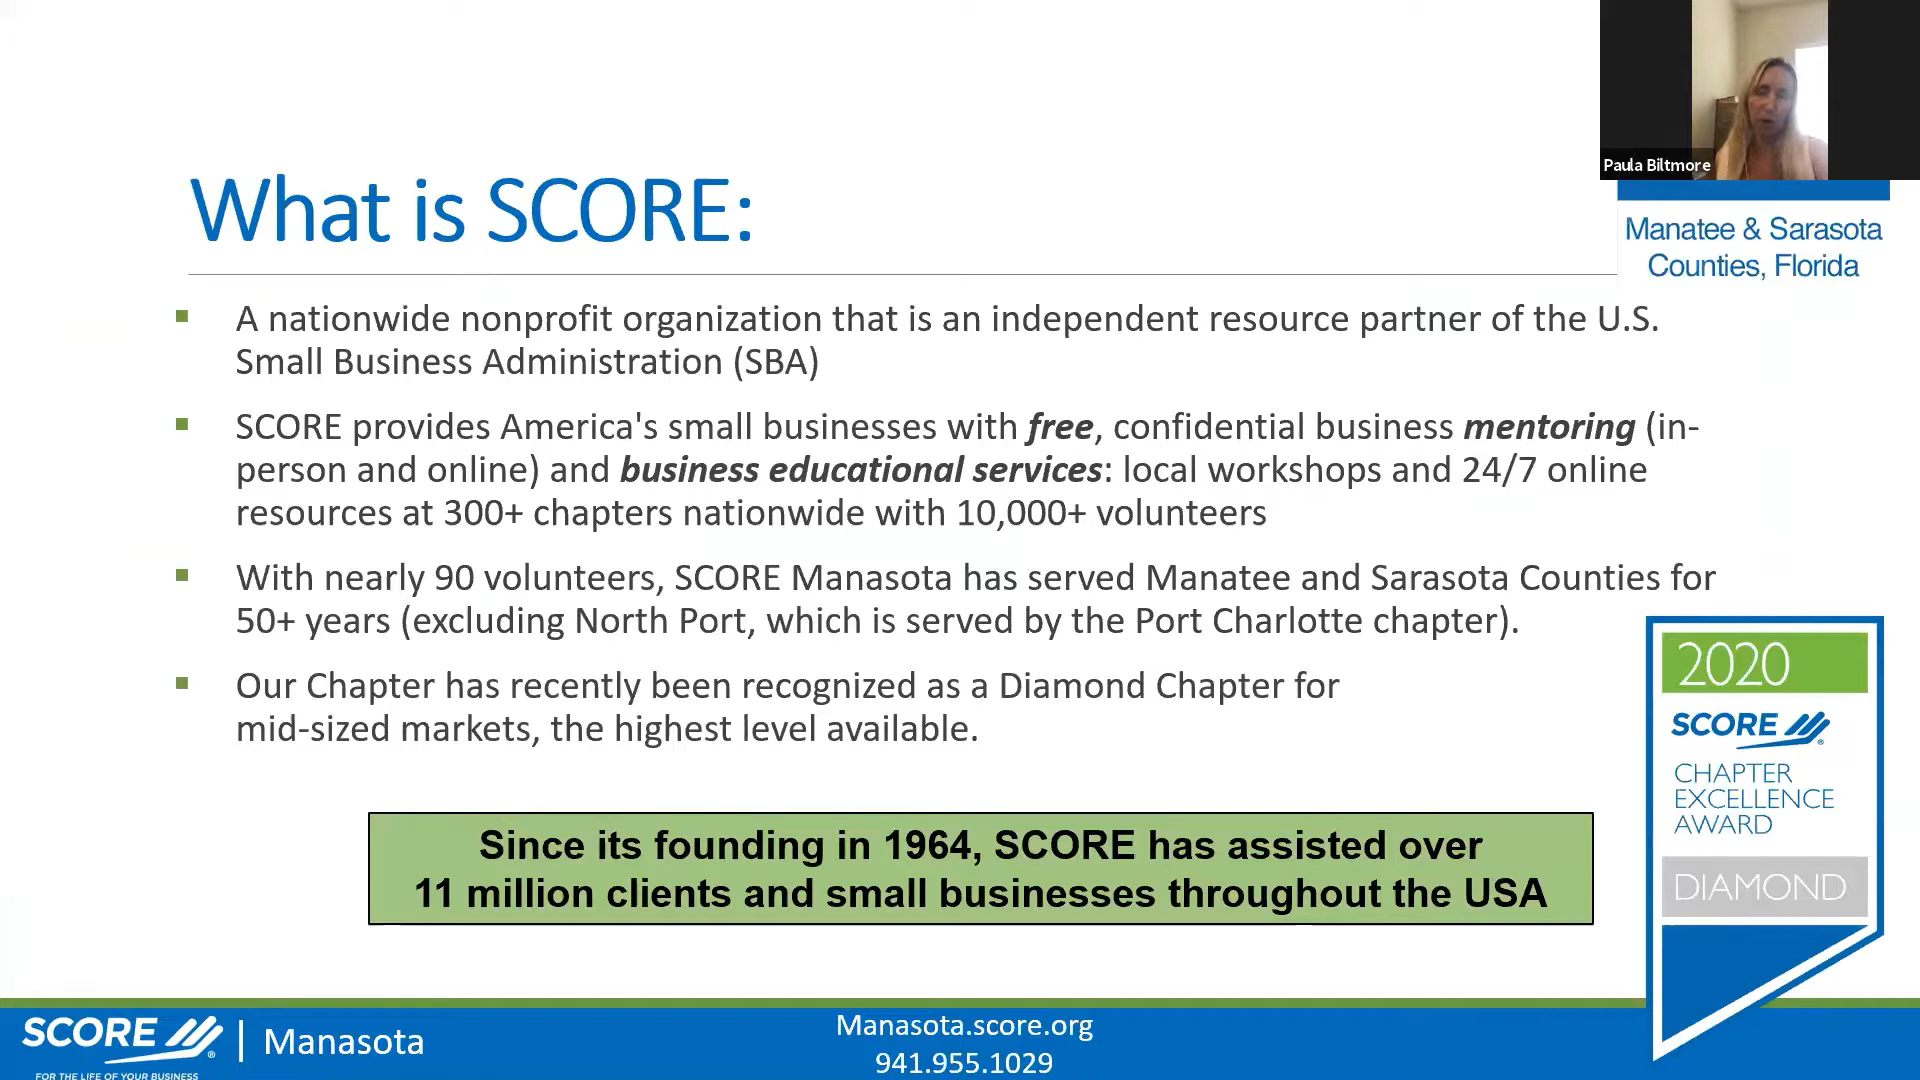 Paula Biltmore
What is SCORE:
Manatee & Sarasota
Counties, Florida
▪ A nationwide nonprofit organization that is an independent resource partner of the U.S.
Small Business Administration (SBA)
▪ SCORE provides America's small businesses with free, confidential business mentoring (in-
person and online) and business educational services: local workshops and 24/7 online
resources at 300+ chapters nationwide with 10,000+ volunteers
▪ With nearly 90 volunteers, SCORE Manasota has served Manatee and Sarasota Counties for
50+ years (excluding North Port, which is served by the Port Charlotte chapter).
▪ Our Chapter has recently been recognized as a Diamond Chapter for
mid-sized markets, the highest level available.
Since its founding in 1964, SCORE has assisted over
11 million clients and small businesses throughout the USA
2020
SCORE ®
CHAPTER
EXCELLENCE
AWARD
DIAMOND
SCORE ® | Manasota
FOR THE LIFE OF YOUR BUSINESS
Manasota.score.org
941.955.1029